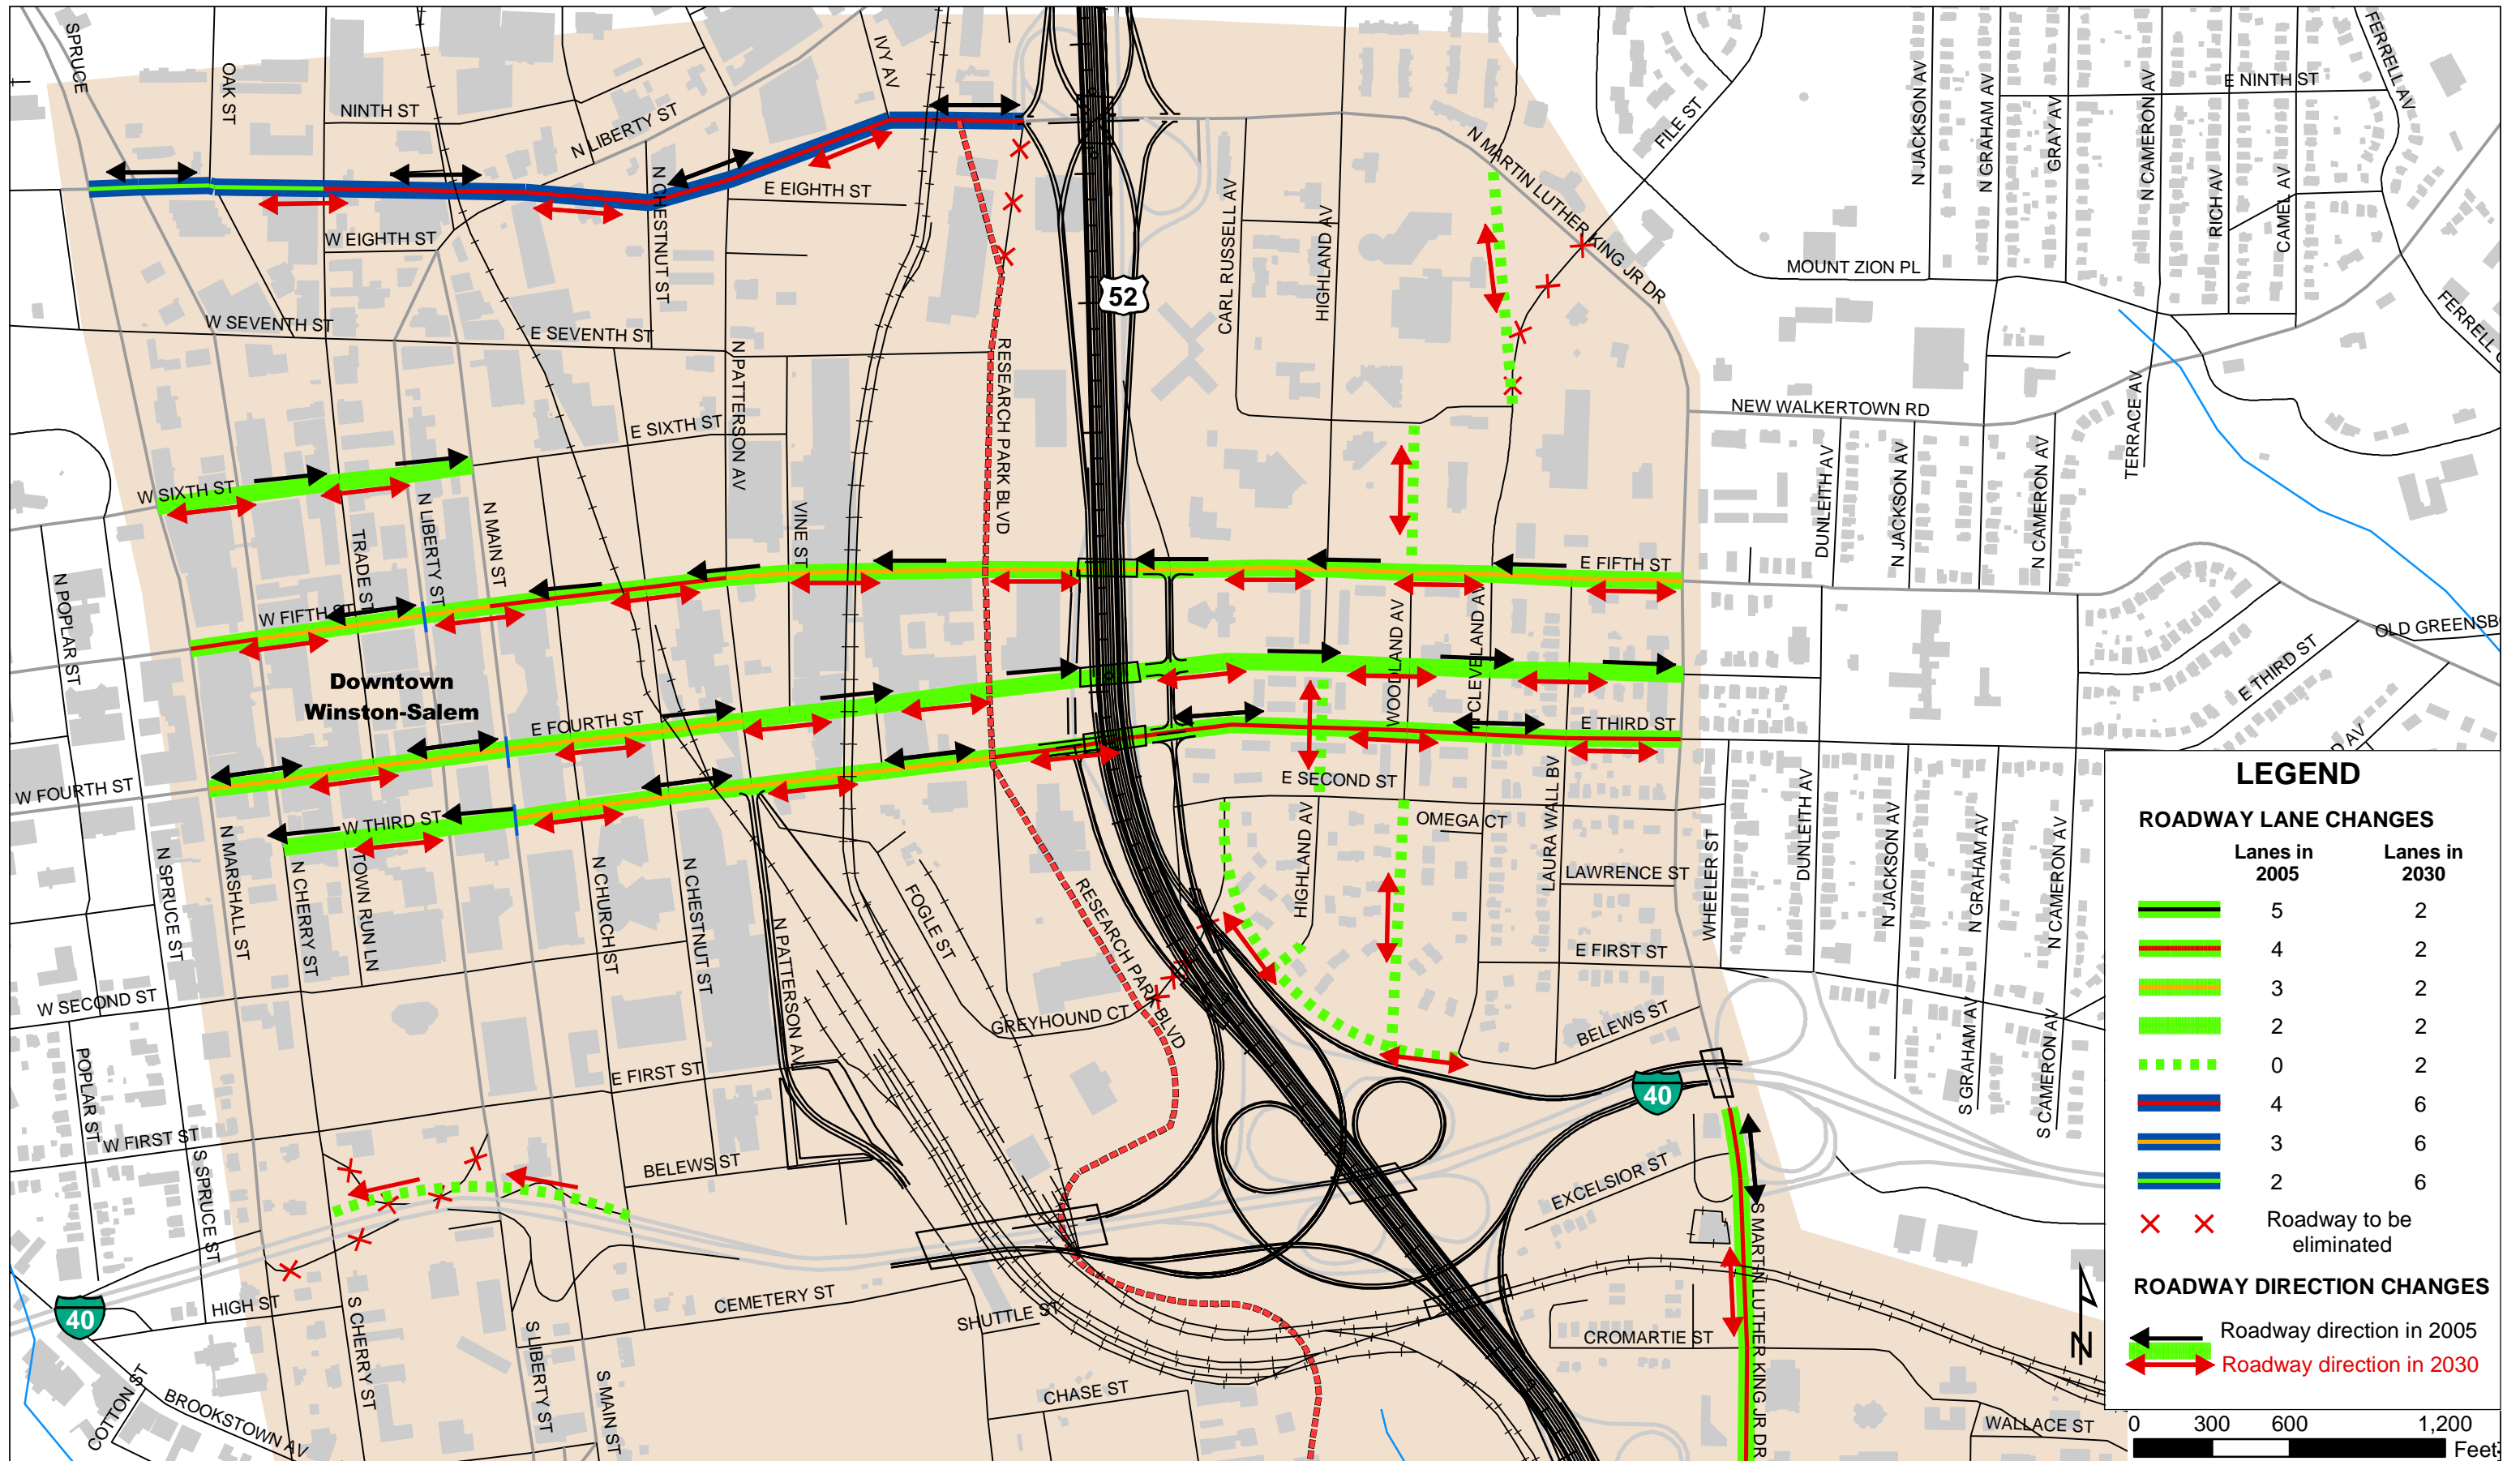 SPRUCE
OAK ST
NINTH ST
N LIBERTY ST
IVY AV
N CHESTNUT ST
E EIGHTH ST
W EIGHTH ST
W SEVENTH ST
E SEVENTH ST
N PATTERSON AV
RESEARCH PARK BLVD
52
CARL RUSSELL AV
HIGHLAND AV
N MARTIN LUTHER KING JR DR
FILE ST
N JACKSON AV
N GRAHAM AV
GRAY AV
N CAMERON AV
E NINTH ST
FERRELL AV
RICH AV
CAMEL AV
MOUNT ZION PL
FERRELL
NEW WALKERTOWN RD
TERRACE AV
E SIXTH ST
W SIXTH ST
TRADE ST
N LIBERTY ST
N MAIN ST
VINE ST
DUNLEITH AV
N JACKSON AV
N CAMERON AV
E FIFTH ST
W FIFTH ST
N POPLAR ST
Downtown
Winston-Salem
E FOURTH ST
W FOURTH ST
WOODLAND AV
N CLEVELAND AV
E THIRD ST
E THIRD ST
OLD GREENSB
W THIRD ST
E SECOND ST
OMEGA CT
LAURA WALL BV
LAWRENCE ST
HIGHLAND AV
WHEELER ST
DUNLEITH AV
N JACKSON AV
N GRAHAM AV
N CAMERON AV
N SPRUCE ST
N MARSHALL ST
N CHERRY ST
TOWN RUN LN
N CHURCH ST
N CHESTNUT ST
N PATTERSON AV
FOGLE ST
RESEARCH PARK BLVD
GREYHOUND CT
E FIRST ST
BELEWS ST
W SECOND ST
POPLAR ST
W FIRST ST
E FIRST ST
BELEWS ST
S SPRUCE ST
40
S GRAHAM AV
S CAMERON AV
EXCELSIOR ST
S MARTIN LUTHER KING JR DR
40
HIGH ST
S CHERRY ST
S LIBERTY ST
S MAIN ST
CEMETERY ST
SHUTTLE ST
CHASE ST
CROMARTIE ST
WALLACE ST
COTTON ST
BROOKSTOWN AV
D AV
LEGEND
ROADWAY LANE CHANGES
Lanes in 2005 Lanes in 2030
5 2
4 2
3 2
2 2
0 2
4 6
3 6
2 6
Roadway to be
eliminated
ROADWAY DIRECTION CHANGES
Roadway direction in 2005
Roadway direction in 2030
N
0 300 600 1,200
Feet